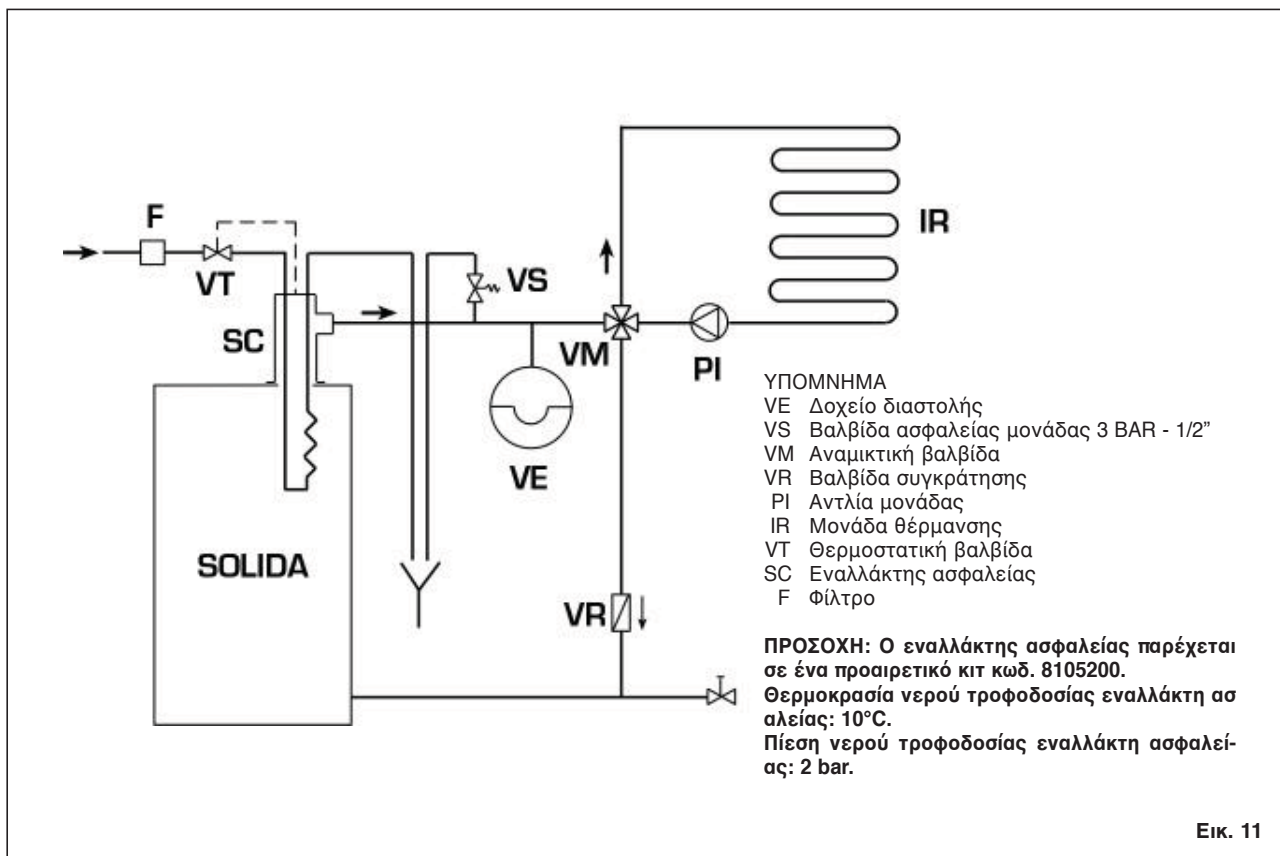 F
VT
VS
SC
VM
PI
IR
VE
SOLIDA
VR
ΥΠΟΜΝΗΜΑ
VE Δοχείο διαστολής
VS Βαλβίδα ασφαλείας μονάδας 3 BAR - 1/2”
VM Αναμικτική βαλβίδα
VR Βαλβίδα συγκράτησης
PI Αντλία μονάδας
IR Μονάδα θέρμανσης
VT Θερμοστατική βαλβίδα
SC Εναλλάκτης ασφαλείας
F Φίλτρο
ΠΡΟΣΟΧΗ: Ο εναλλάκτης ασφαλείας παρέχεται
σε ένα προαιρετικό κιτ κωδ. 8105200.
Θερμοκρασία νερού τροφοδοσίας εναλλάκτη ασ
αλείας: 10°C.
Πίεση νερού τροφοδοσίας εναλλάκτη ασφαλεί-
ας: 2 bar.
Εικ. 11